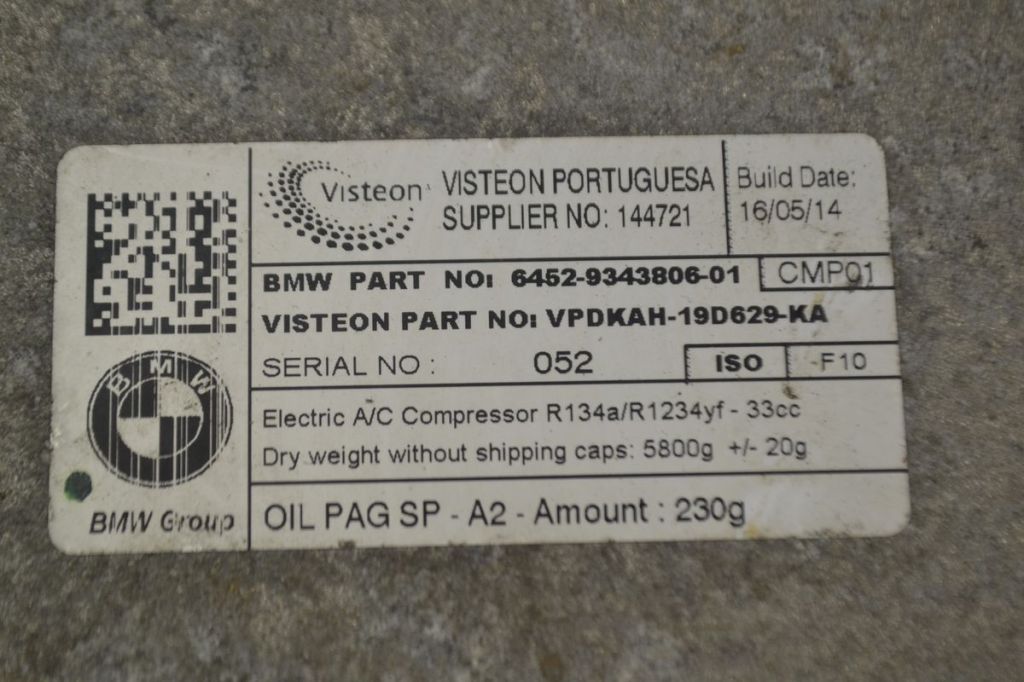 Visteon
VISTEON PORTUGUESA
SUPPLIER NO: 144721
Build Date:
16/05/14
BMW PART NO: 6452-9343806-01
CMP01
VISTEON PART NO: VPDKAH-19D629-KA
SERIAL NO : 052
ISO
-F10
Electric A/C Compressor R134a/R1234yf - 33cc
Dry weight without shipping caps: 5800g +/- 20g
OIL PAG SP - A2 - Amount : 230g
BMW
BMW Group